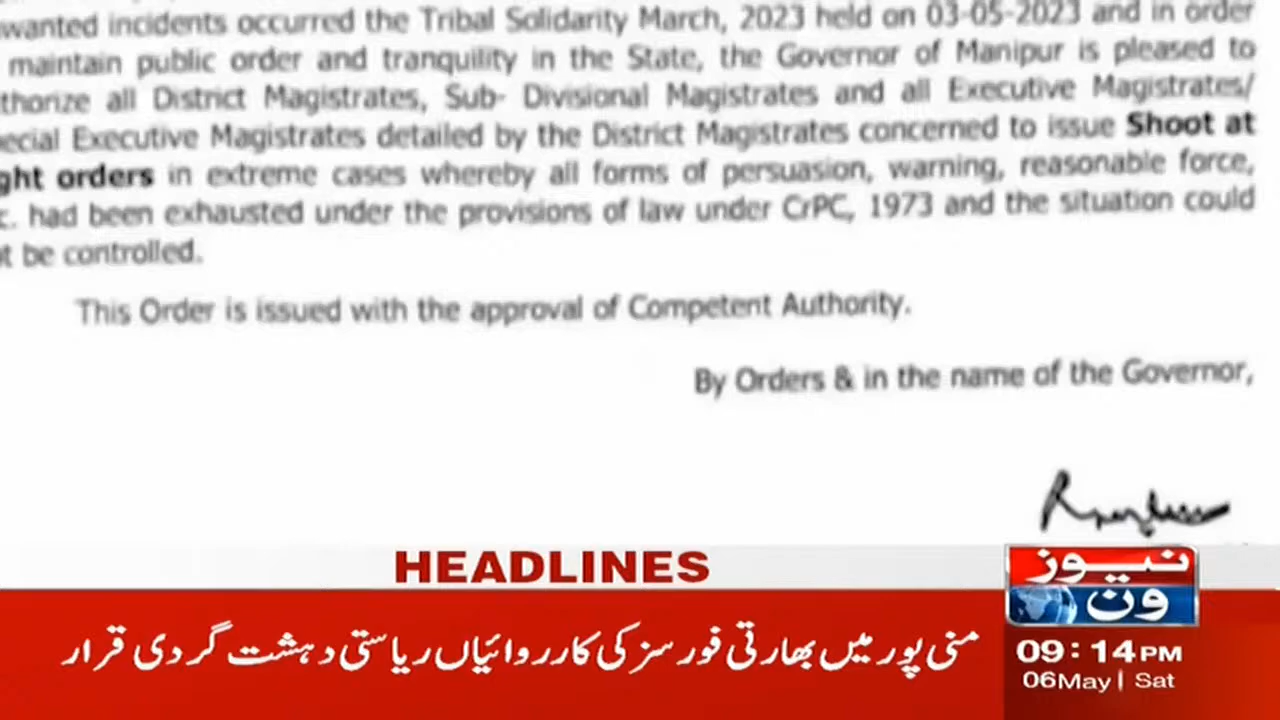 wanted incidents occurred the Tribal Solidarity March, 2023 held on 03-05-2023 and in order
maintain public order and tranquility in the State, the Governor of Manipur is pleased to
thorize all District Magistrates, Sub- Divisional Magistrates and all Executive Magistrates/
ecial Executive Magistrates detailed by the District Magistrates concerned to issue Shoot at
ght orders in extreme cases whereby all forms of persuasion, warning, reasonable force,
c. had been exhausted under the provisions of law under CrPC, 1973 and the situation could
t be controlled.
This Order is issued with the approval of Competent Authority.
By Orders & in the name of the Governor,
HEADLINES
نیوز
ون
منی پور میں بھارتی فورسز کی کارروائیاں ریاستی دہشت گردی قرار
09:14PM
06May | Sat